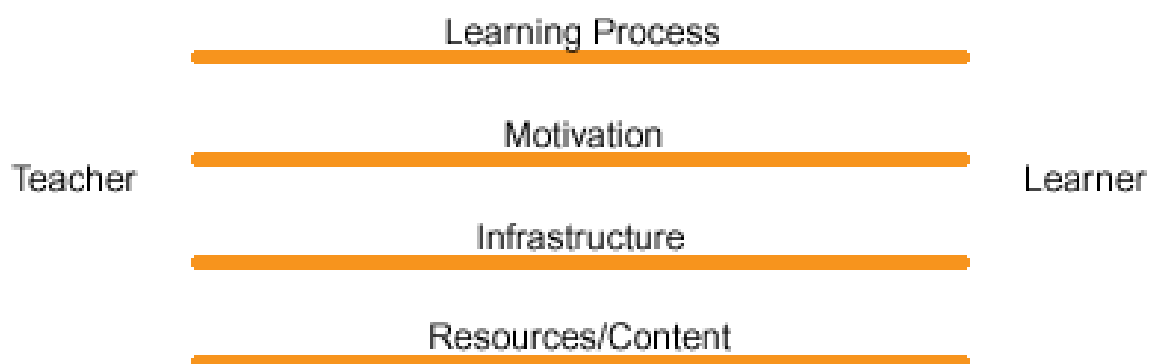 Learning Process
Motivation
Teacher
Learner
Infrastructure
Resources/Content